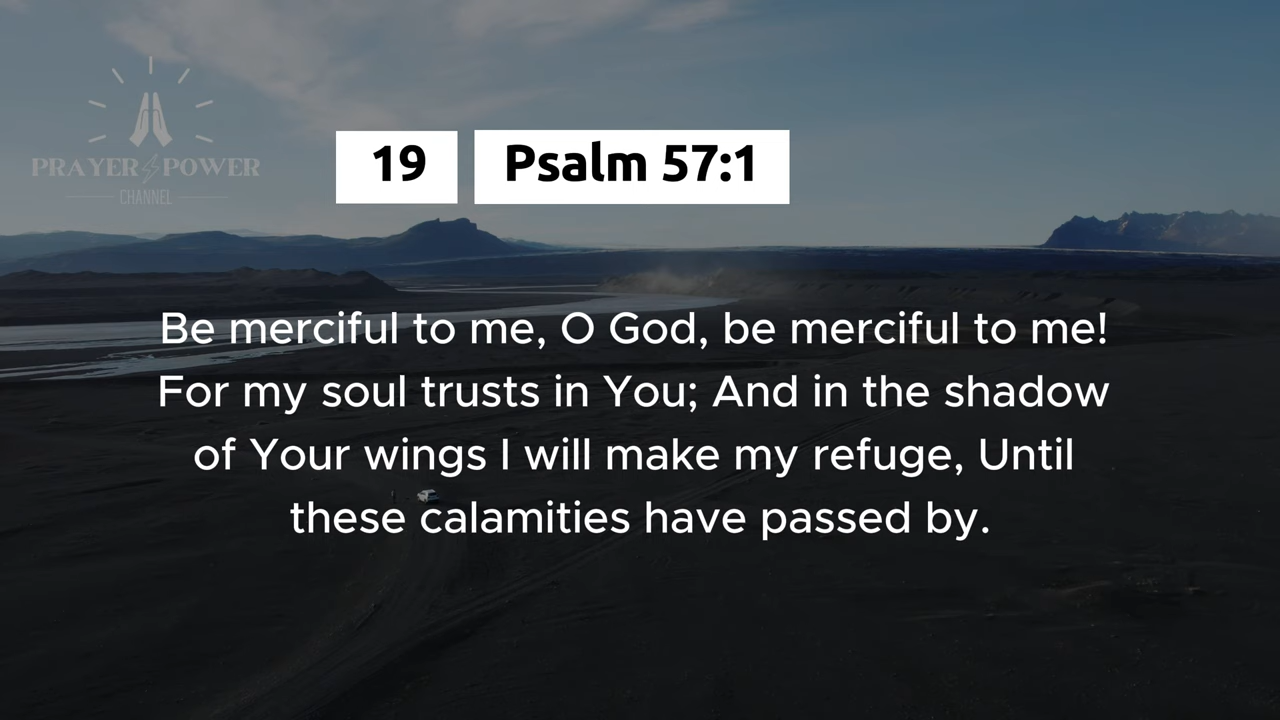 PRAYER POWER
CHANNEL
19 Psalm 57:1
Be merciful to me, O God, be merciful to me!
For my soul trusts in You; And in the shadow
of Your wings I will make my refuge, Until
these calamities have passed by.